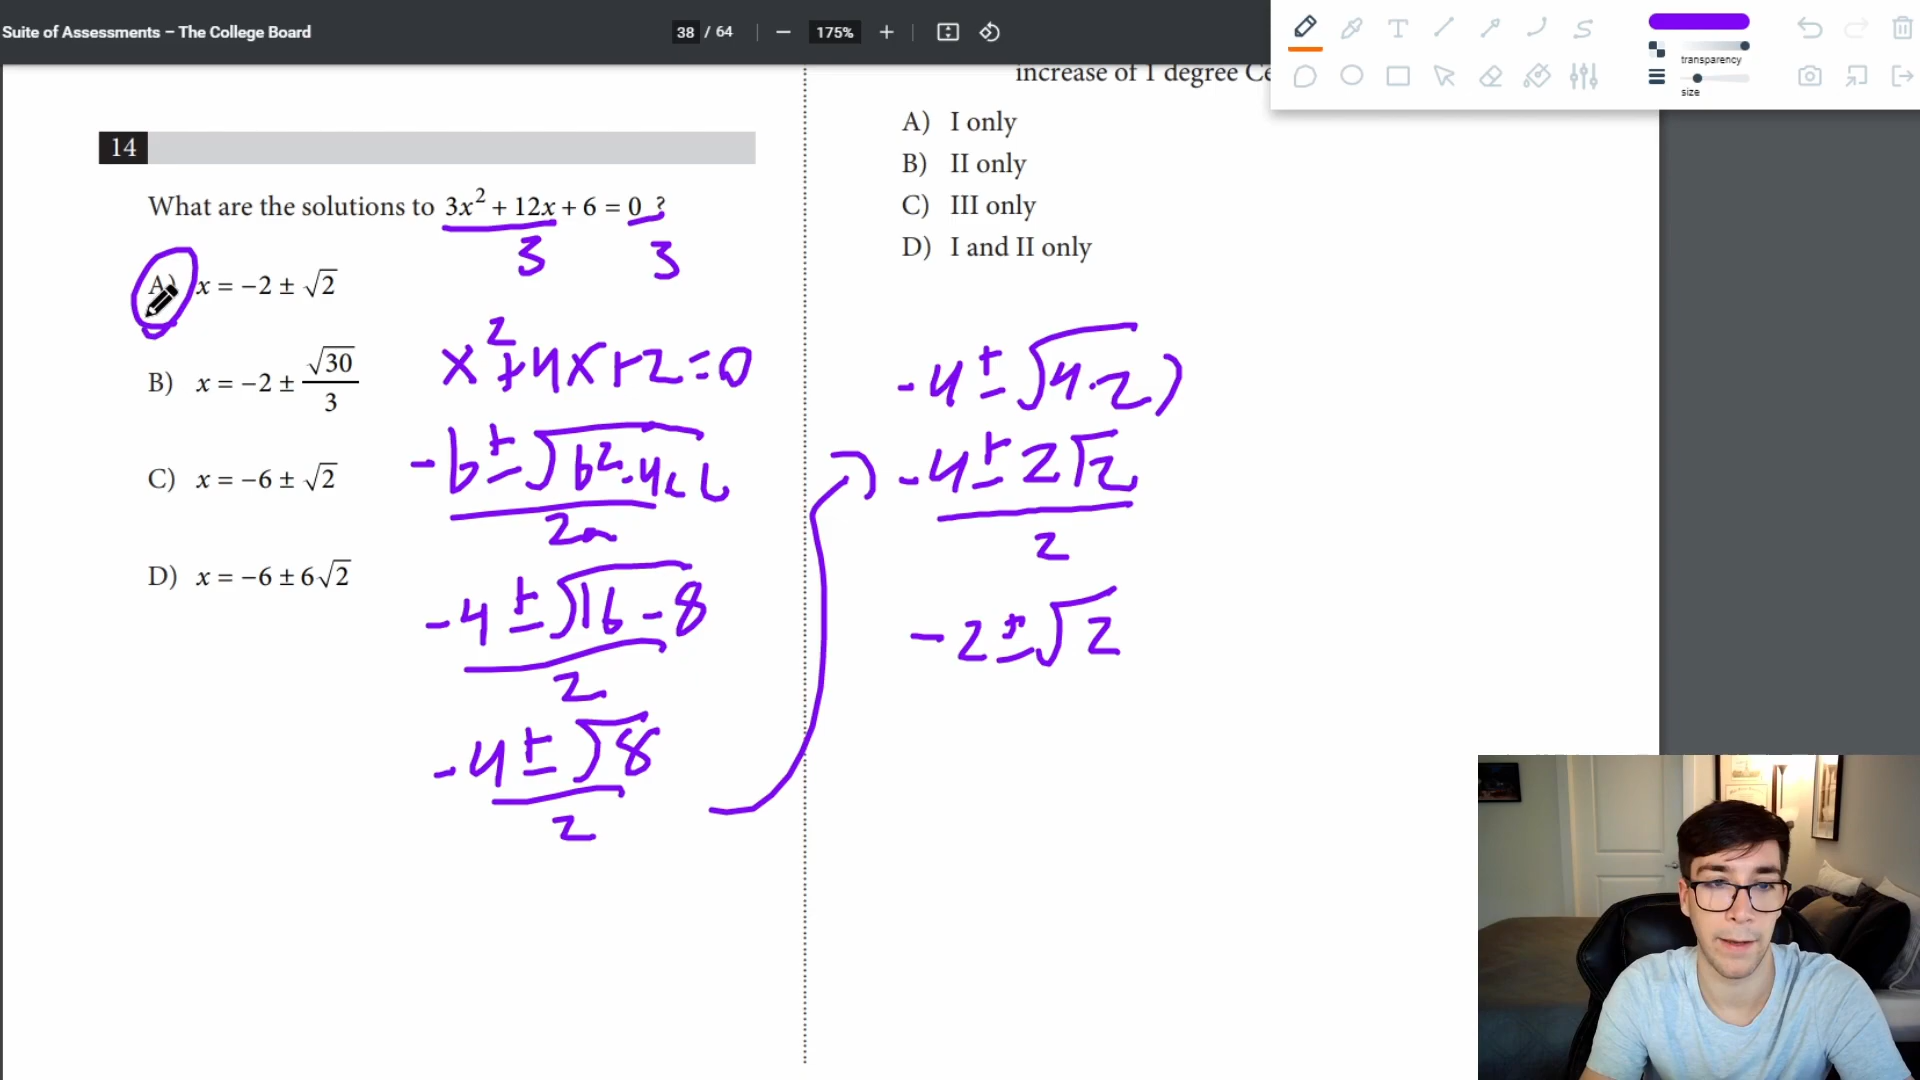 Suite of Assessments – The College Board
38 / 64
175%
transparency
size
14
What are the solutions to 3x² + 12x + 6 = 0 ?
3 3
A) x = −2 ± √2
B) x = −2 ± √30/3
C) x = −6 ± √2
D) x = −6 ± 6√2
x²+4x+2=0
-4 ± √16-8
2
-4 ± √8
2
increase of 1 degree Ce
A) I only
B) II only
C) III only
D) I and II only
-4 ± √4·2)
-4 ± 2√2
2
-2 ± √2